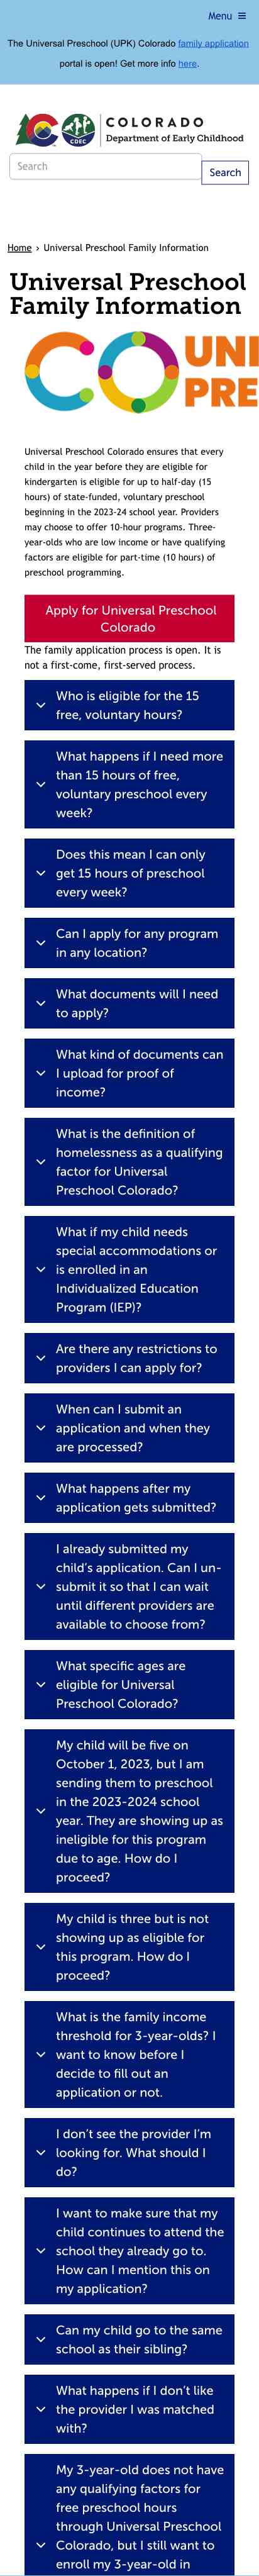 Menu ≡
The Universal Preschool (UPK) Colorado family application
portal is open! Get more info here.
CDEC
COLORADO
Department of Early Childhood
Search
Search
Home › Universal Preschool Family Information
Universal Preschool
Family Information
UNI
PRE
Universal Preschool Colorado ensures that every
child in the year before they are eligible for
kindergarten is eligible for up to half-day (15
hours) of state-funded, voluntary preschool
beginning in the 2023-24 school year. Providers
may choose to offer 10-hour programs. Three-
year-olds who are low income or have qualifying
factors are eligible for part-time (10 hours) of
preschool programming.
Apply for Universal Preschool
Colorado
The family application process is open. It is
not a first-come, first-served process.
Who is eligible for the 15
free, voluntary hours?
What happens if I need more
than 15 hours of free,
voluntary preschool every
week?
Does this mean I can only
get 15 hours of preschool
every week?
Can I apply for any program
in any location?
What documents will I need
to apply?
What kind of documents can
I upload for proof of
income?
What is the definition of
homelessness as a qualifying
factor for Universal
Preschool Colorado?
What if my child needs
special accommodations or
is enrolled in an
Individualized Education
Program (IEP)?
Are there any restrictions to
providers I can apply for?
When can I submit an
application and when they
are processed?
What happens after my
application gets submitted?
I already submitted my
child's application. Can I un-
submit it so that I can wait
until different providers are
available to choose from?
What specific ages are
eligible for Universal
Preschool Colorado?
My child will be five on
October 1, 2023, but I am
sending them to preschool
in the 2023-2024 school
year. They are showing up as
ineligible for this program
due to age. How do I
proceed?
My child is three but is not
showing up as eligible for
this program. How do I
proceed?
What is the family income
threshold for 3-year-olds? I
want to know before I
decide to fill out an
application or not.
I don't see the provider I'm
looking for. What should I
do?
I want to make sure that my
child continues to attend the
school they already go to.
How can I mention this on
my application?
Can my child go to the same
school as their sibling?
What happens if I don't like
the provider I was matched
with?
My 3-year-old does not have
any qualifying factors for
free preschool hours
through Universal Preschool
Colorado, but I still want to
enroll my 3-year-old in